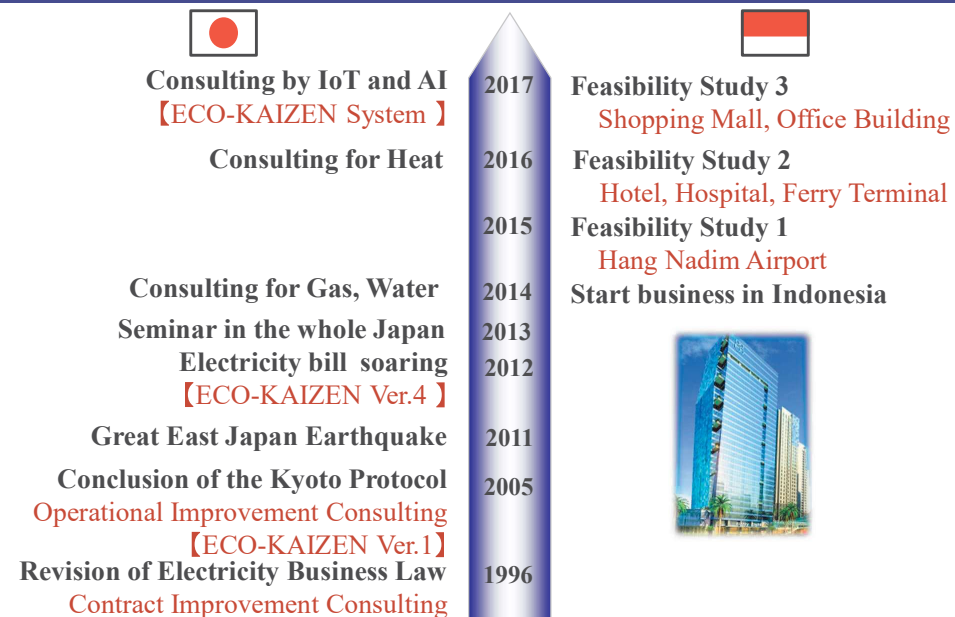 Consulting by IoT and AI
【ECO-KAIZEN System 】
Consulting for Heat
Consulting for Gas, Water
Seminar in the whole Japan
Electricity bill soaring
【ECO-KAIZEN Ver.4 】
Great East Japan Earthquake
Conclusion of the Kyoto Protocol
Operational Improvement Consulting
【ECO-KAIZEN Ver.1】
Revision of Electricity Business Law
Contract Improvement Consulting
2017
2016
2015
2014
2013
2012
2011
2005
1996
Feasibility Study 3
Shopping Mall, Office Building
Feasibility Study 2
Hotel, Hospital, Ferry Terminal
Feasibility Study 1
Hang Nadim Airport
Start business in Indonesia